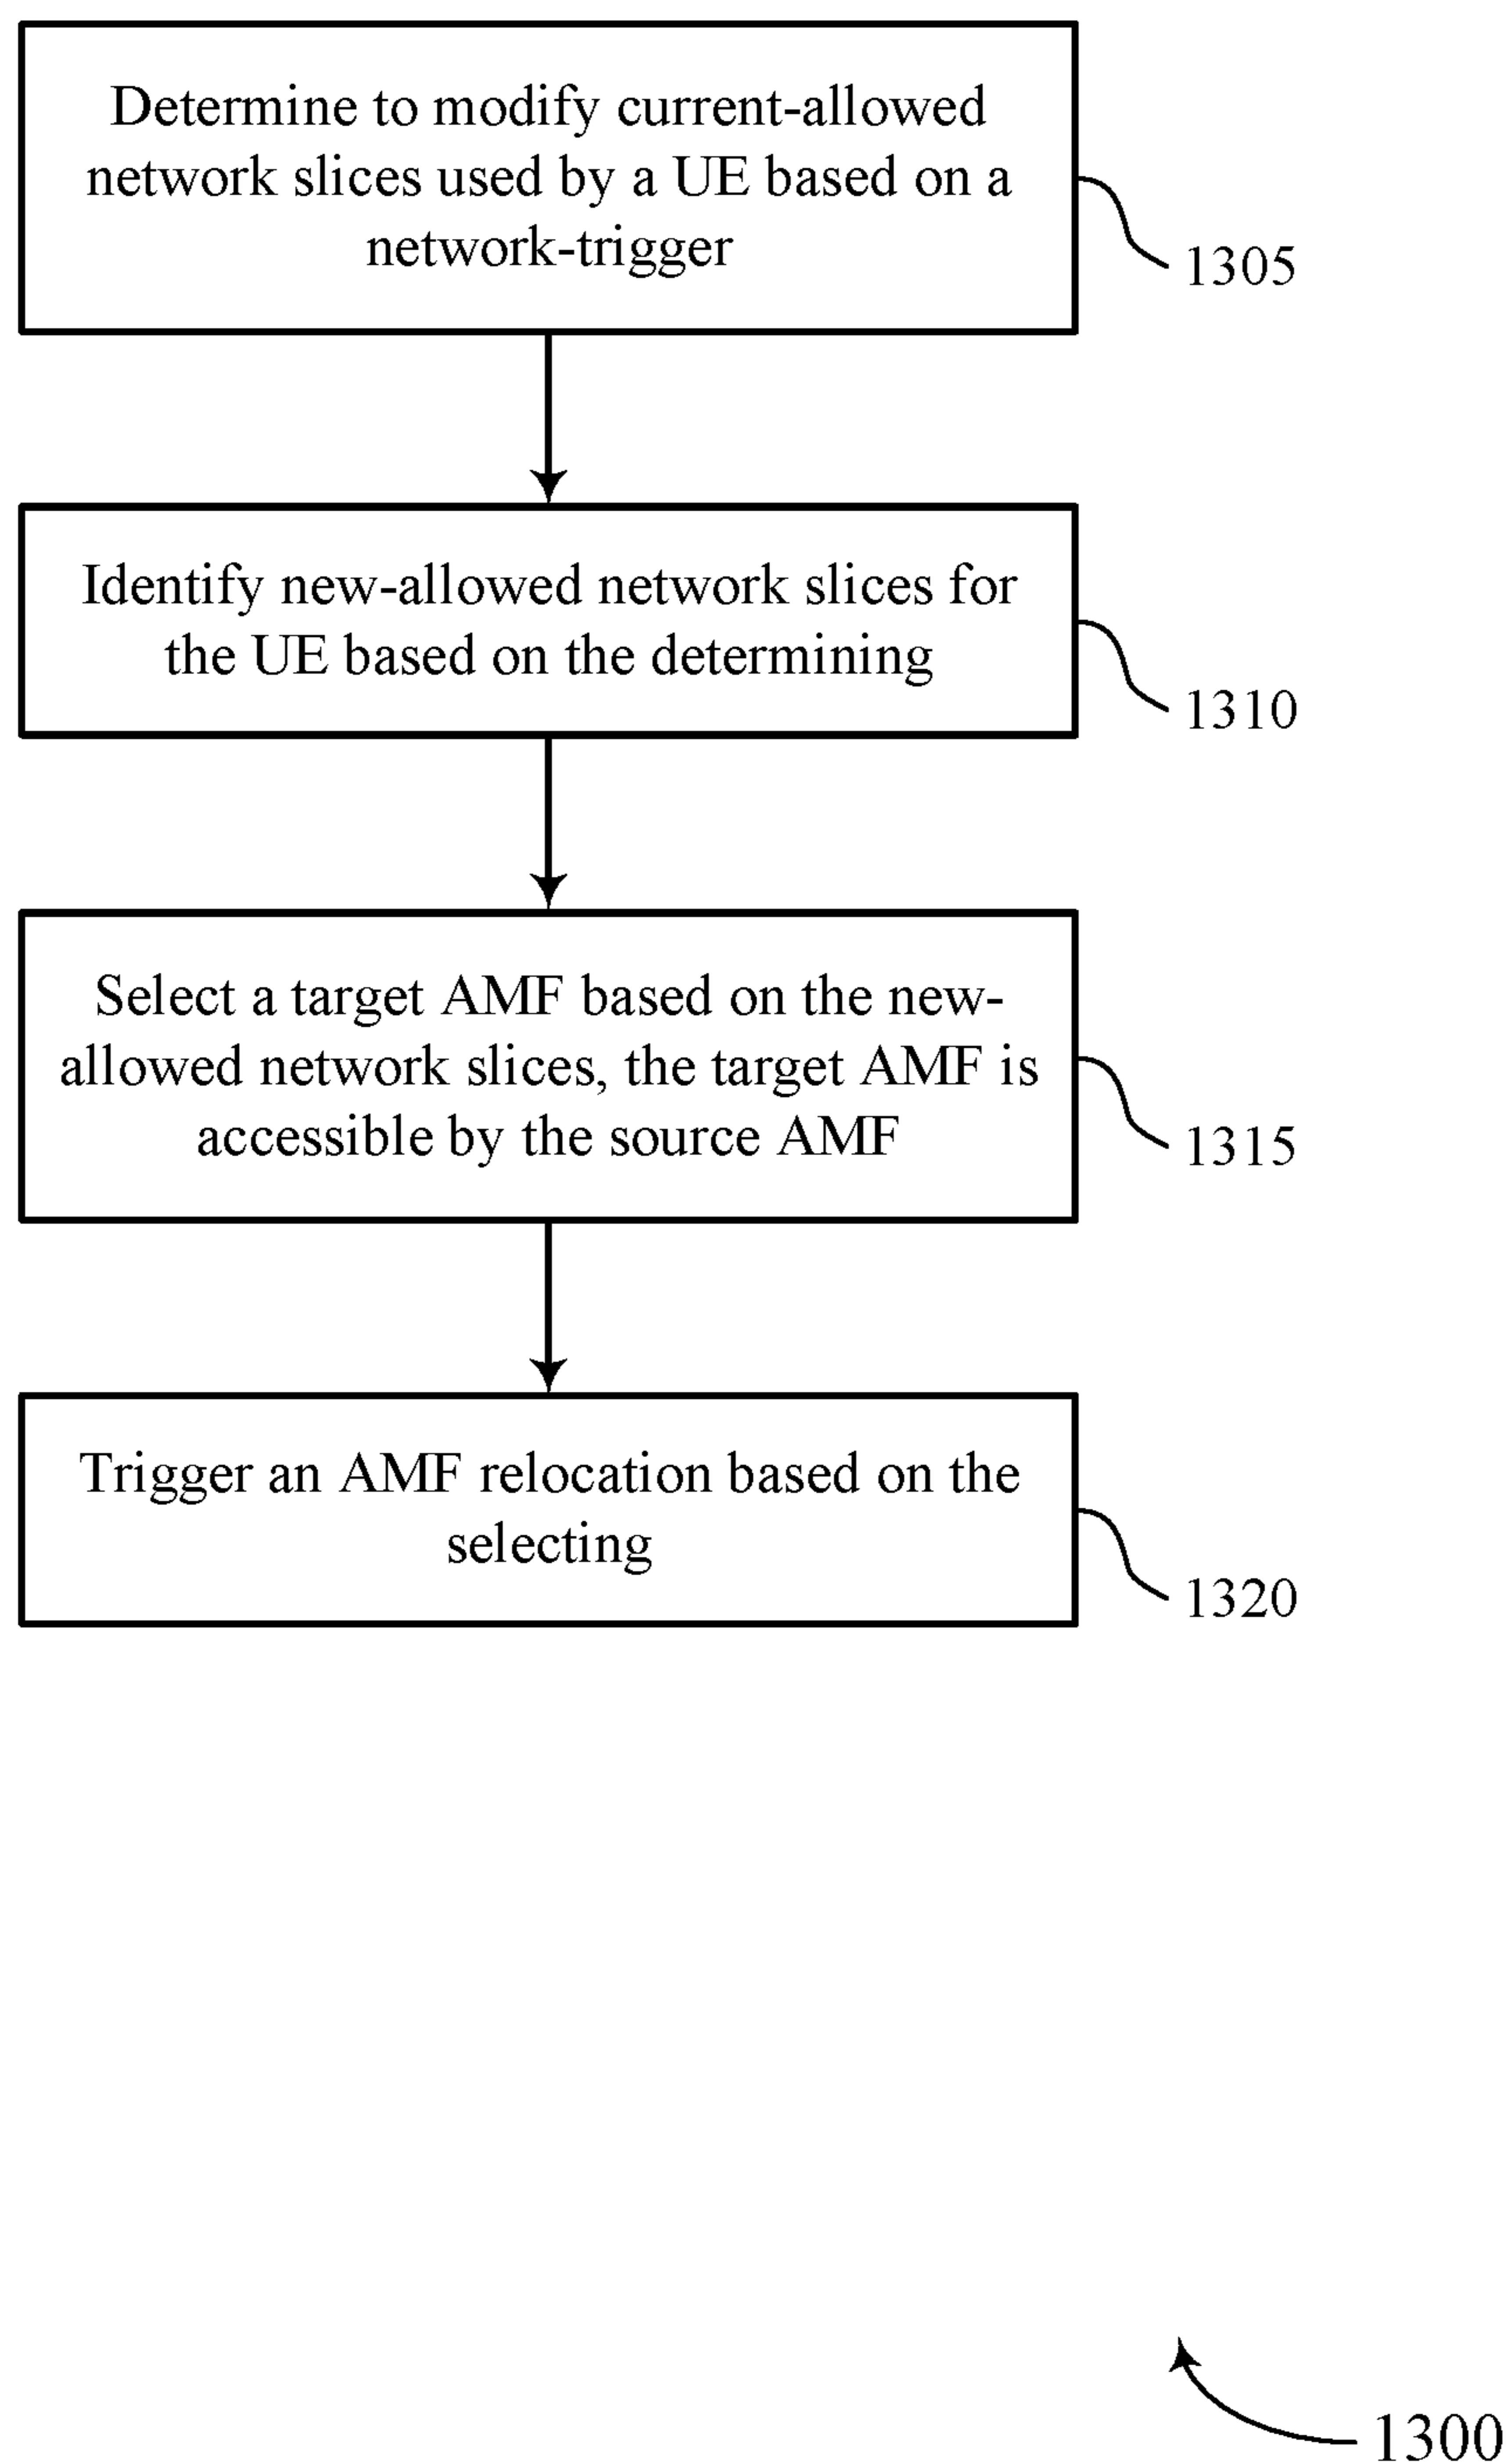 Determine to modify current-allowed
network slices used by a UE based on a
network-trigger
1305
Identify new-allowed network slices for
the UE based on the determining
1310
Select a target AMF based on the new-
allowed network slices, the target AMF is
accessible by the source AMF
1315
Trigger an AMF relocation based on the
selecting
1320
1300